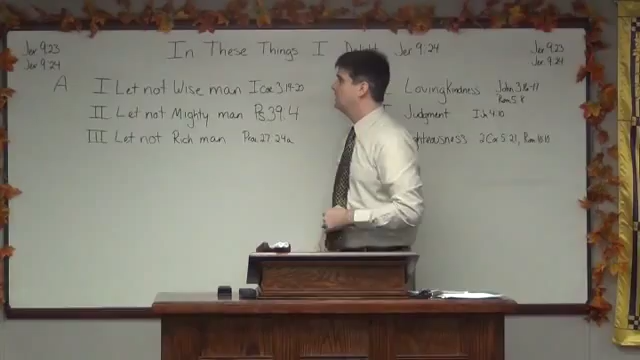 Jer 9:23
Jer 9:24
In These Things I Delight Jer 9:24
Jer 9:23
Jer 9:24
A
I Let not Wise man I Cor 3:19-20
II Let not Mighty man Ps 39:4
III Let not Rich man Prov 27:24a
Lovingkindness John 3:16-17
Rom 5:8
Judgment
ghteousness 2 Cor 5:21, Rom 10:10